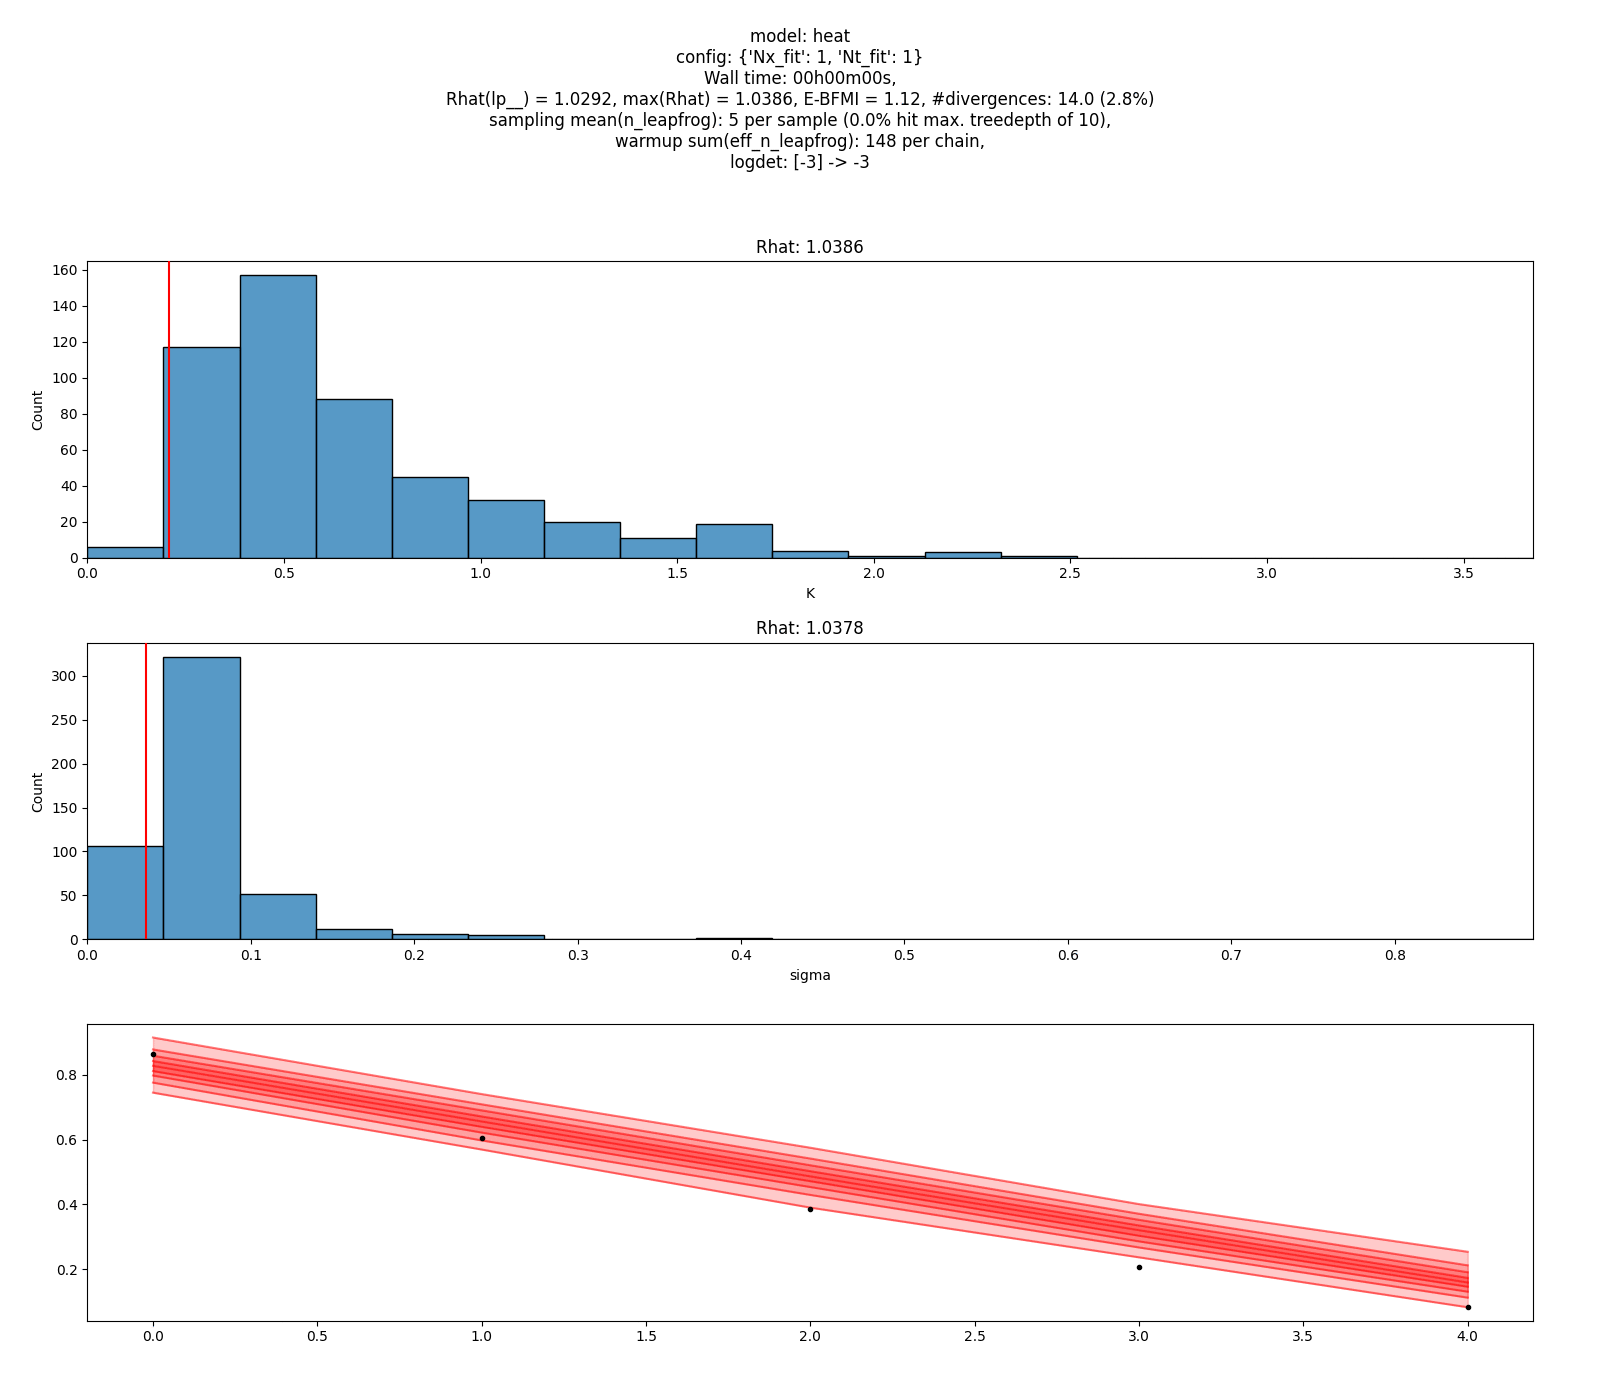 model: heat
config: {'Nx_fit': 1, 'Nt_fit': 1}
Wall time: 00h00m00s,
Rhat(lp__) = 1.0292, max(Rhat) = 1.0386, E-BFMI = 1.12, #divergences: 14.0 (2.8%)
sampling mean(n_leapfrog): 5 per sample (0.0% hit max. treedepth of 10),
warmup sum(eff_n_leapfrog): 148 per chain,
logdet: [-3] -> -3
Rhat: 1.0386
160
140
120
100
80
60
40
20
0
Count
0.0 0.5 1.0 1.5 2.0 2.5 3.0 3.5
K
Rhat: 1.0378
300
250
200
150
100
50
0
Count
0.0 0.1 0.2 0.3 0.4 0.5 0.6 0.7 0.8
sigma
0.8
0.6
0.4
0.2
0.0 0.5 1.0 1.5 2.0 2.5 3.0 3.5 4.0